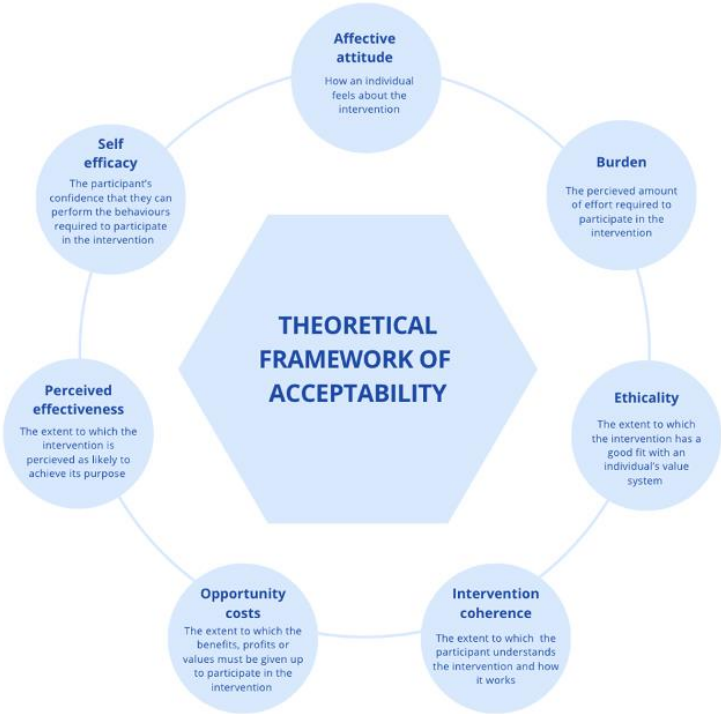 Affective
attitude
How an individual
feels about the
intervention
Burden
The percieved amount
of effort required to
participate in the
intervention
Ethicality
The extent to which
the intervention has a
good fit with an
individual's value
system
Intervention
coherence
The extent to which the
participant understands
the intervention and how
it works
Opportunity
costs
The extent to which the
benefits, profits or
values must be given up
to participate in the
intervention
Perceived
effectiveness
The extent to which the
intervention is
percieved as likely to
achieve its purpose
Self
efficacy
The participant's
confidence that they can
perform the behaviours
required to participate
in the intervention
THEORETICAL
FRAMEWORK OF
ACCEPTABILITY